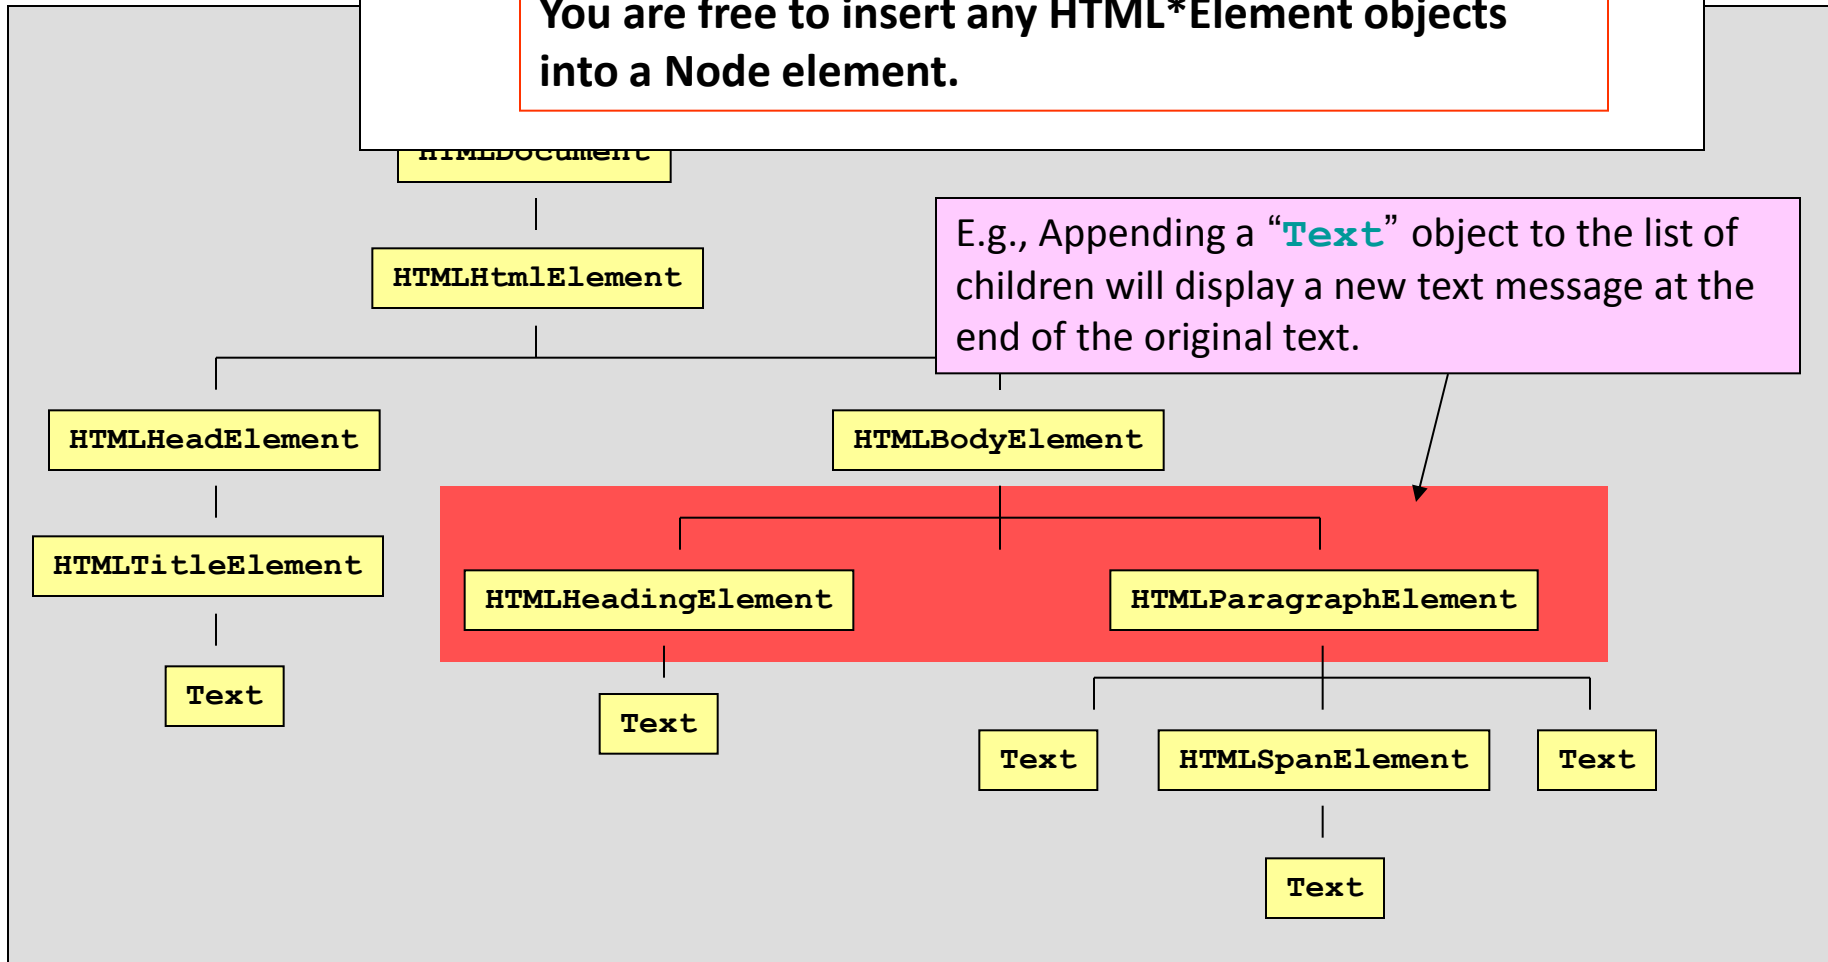 You are free to insert any HTML*Element objects
into a Node element.
HTMLDocument
E.g., Appending a “Text” object to the list of
children will display a new text message at the
end of the original text.
HTMLHtmlElement
HTMLHeadElement
HTMLBodyElement
HTMLTitleElement
HTMLHeadingElement
HTMLParagraphElement
Text
Text
Text
HTMLSpanElement
Text
Text